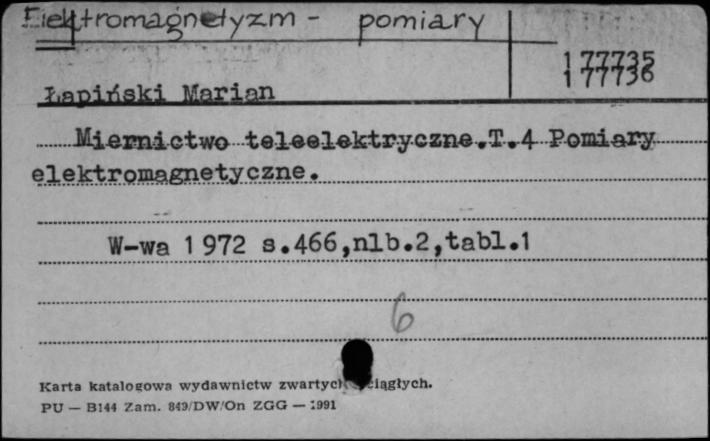 Elektromagnetyzm - pomiary
177735
177736
Łapiński Marian
Miernictwo teleelektryczne.T.4 Pomiary
elektromagnetyczne.
W-wa 1972 s.466,nlb.2,tabl.1
6
Karta katalogowa wydawnictw zwartych ciągłych.
PU — B144 Zam. 849/DW/On ZGG — 1991